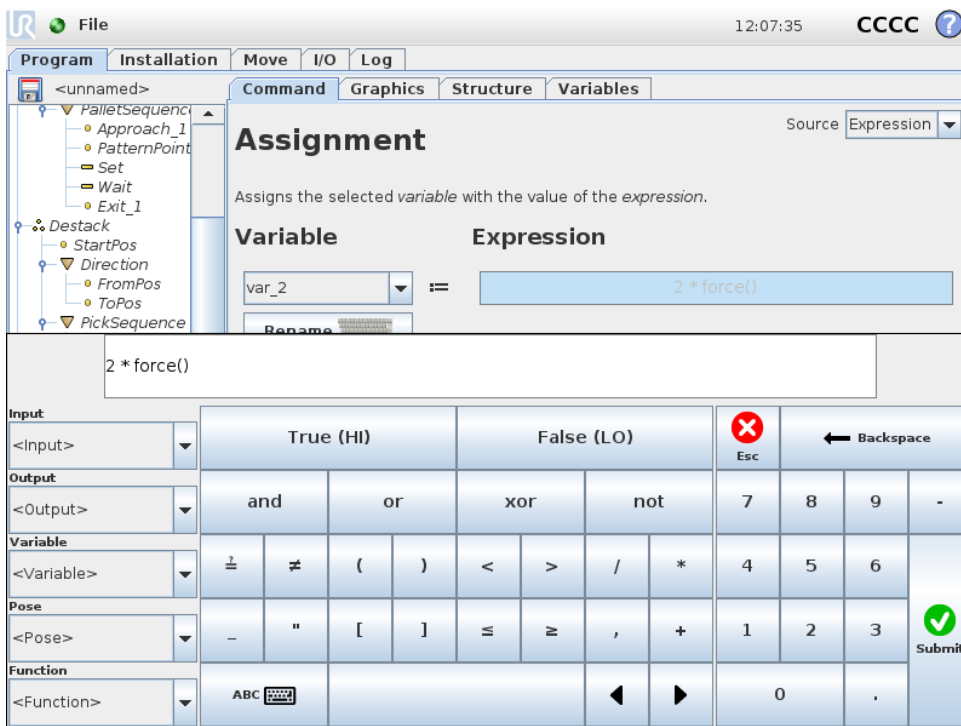 UR File 12:07:35 CCCC ?
Program Installation Move I/O Log
<unnamed> Command Graphics Structure Variables
PalletSequence
Approach_1
PatternPoint
Set
Wait
Exit_1
Destack
StartPos
Direction
FromPos
ToPos
PickSequence
Assignment
Source Expression
Assigns the selected variable with the value of the expression.
Variable Expression
var_2 := 2 * force()
Rename
2 * force()
Input
<Input>
True (HI) False (LO) Esc Backspace
Output
<Output>
and or xor not 7 8 9 -
Variable
<Variable>
≟ ≠ ( ) < > / * 4 5 6
Pose
<Pose>
_ " [ ] ≤ ≥ , + 1 2 3 Submit
Function
<Function>
ABC 0 .